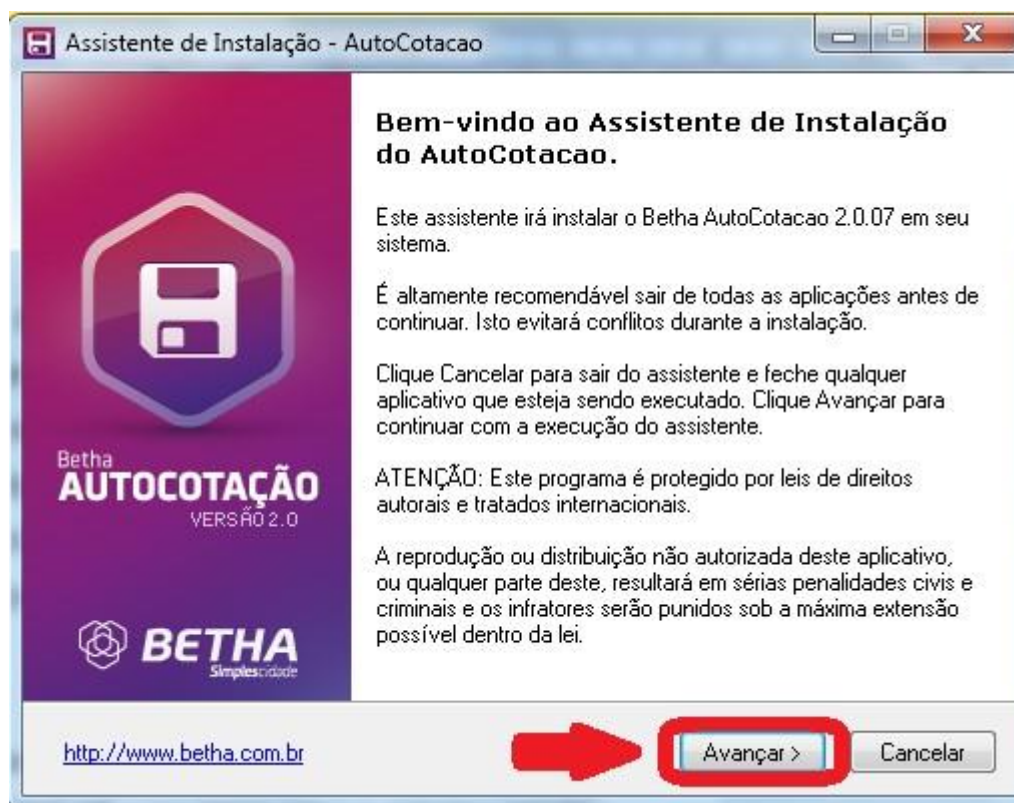 Assistente de Instalação - AutoCotacao
Bem-vindo ao Assistente de Instalação
do AutoCotacao.
Este assistente irá instalar o Betha AutoCotacao 2.0.07 em seu
sistema.
É altamente recomendável sair de todas as aplicações antes de
continuar. Isto evitará conflitos durante a instalação.
Clique Cancelar para sair do assistente e feche qualquer
aplicativo que esteja sendo executado. Clique Avançar para
continuar com a execução do assistente.
ATENÇÃO: Este programa é protegido por leis de direitos
autorais e tratados internacionais.
A reprodução ou distribuição não autorizada deste aplicativo,
ou qualquer parte deste, resultará em sérias penalidades civis e
criminais e os infratores serão punidos sob a máxima extensão
possível dentro da lei.
Betha
AUTOCOTAÇÃO
VERSÃO 2.0
BETHA
Simplescidade
http://www.betha.com.br
Avançar >
Cancelar